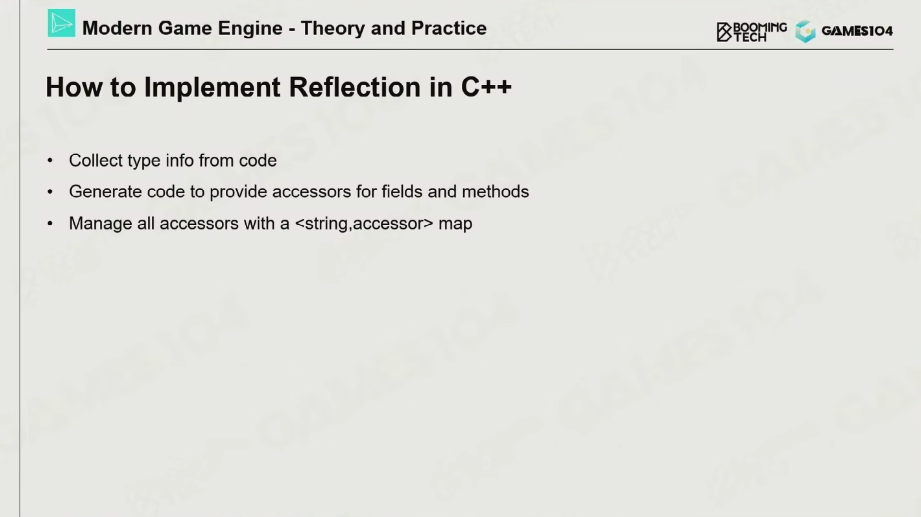 Modern Game Engine - Theory and Practice
BOOMING TECH
GAMES104
How to Implement Reflection in C++
• Collect type info from code
• Generate code to provide accessors for fields and methods
• Manage all accessors with a <string,accessor> map